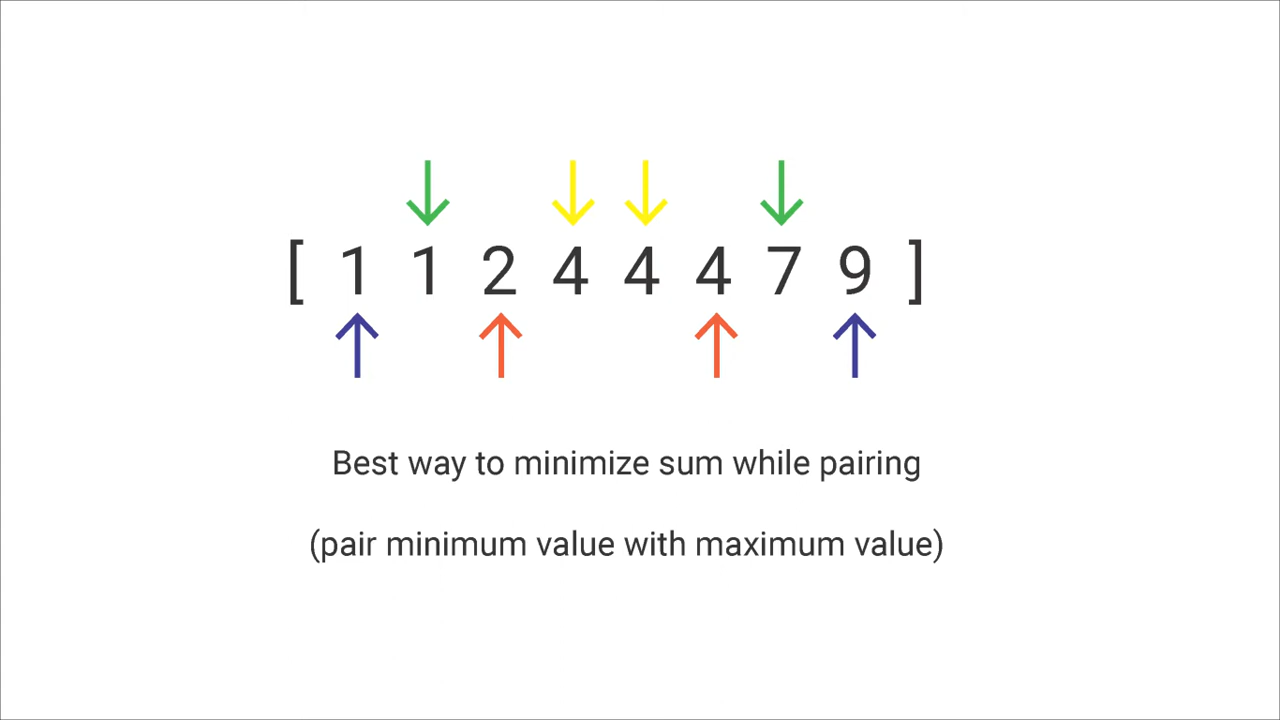 [ 1 1 2 4 4 4 7 9 ]
Best way to minimize sum while pairing
(pair minimum value with maximum value)